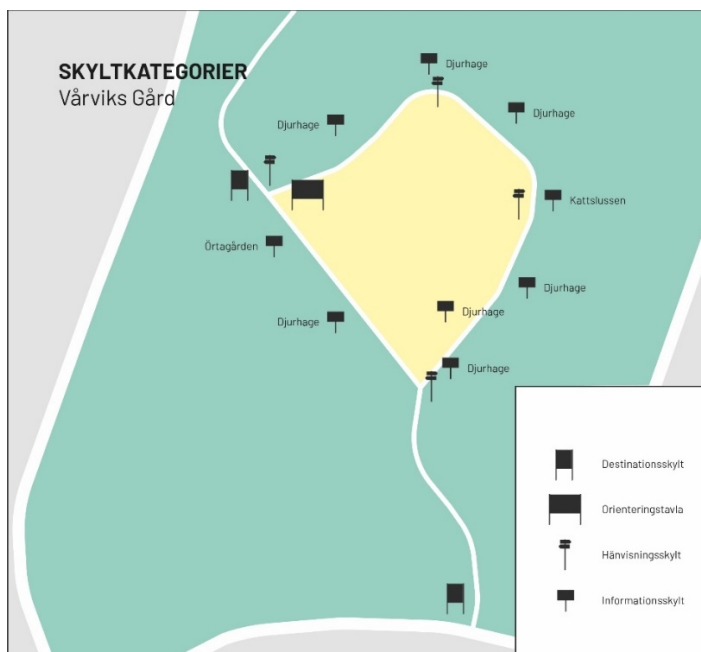 SKYLTKATEGORIER
Vårviks Gård
Djurhage
Djurhage
Djurhage
Kattslussen
Örtagården
Djurhage
Djurhage
Djurhage
Djurhage
Destinationsskylt
Orienteringstavla
Hänvisningsskylt
Informationsskylt